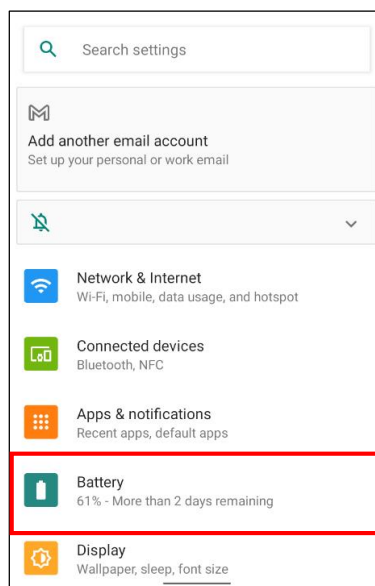 Search settings
Add another email account
Set up your personal or work email
Network & Internet
Wi-Fi, mobile, data usage, and hotspot
Connected devices
Bluetooth, NFC
Apps & notifications
Recent apps, default apps
Battery
61% - More than 2 days remaining
Display
Wallpaper, sleep, font size